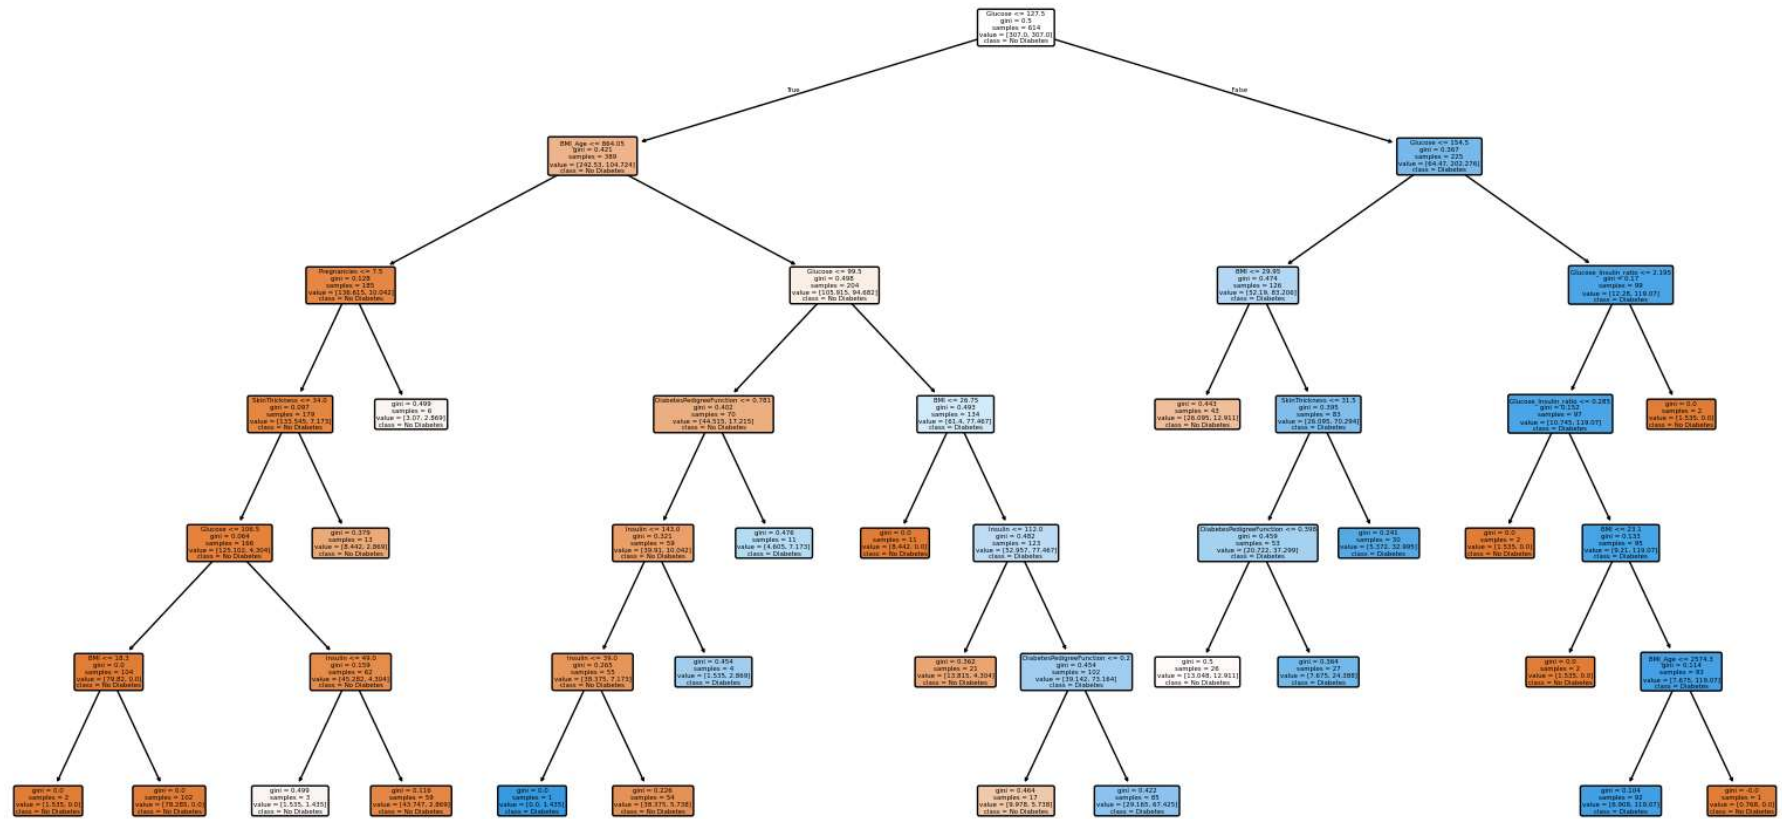 Glucose <= 127.5
gini = 0.5
samples = 614
value = [307.0, 307.0]
class = No Diabetes
True
False
BMI_Age <= 864.05
gini = 0.421
samples = 389
value = [242.53, 104.724]
class = No Diabetes
Glucose <= 154.5
gini = 0.367
samples = 225
value = [64.47, 202.276]
class = Diabetes
Pregnancies <= 7.5
gini = 0.128
samples = 185
value = [136.615, 10.042]
class = No Diabetes
Glucose <= 99.5
gini = 0.498
samples = 204
value = [105.915, 94.682]
class = No Diabetes
BMI <= 29.95
gini = 0.474
samples = 126
value = [52.19, 83.206]
class = Diabetes
Glucose_Insulin_ratio <= 2.195
gini = 0.17
samples = 99
value = [12.28, 119.07]
class = Diabetes
SkinThickness <= 34.0
gini = 0.097
samples = 179
value = [133.545, 7.173]
class = No Diabetes
gini = 0.499
samples = 6
value = [3.07, 2.869]
class = No Diabetes
DiabetesPedigreeFunction <= 0.781
gini = 0.402
samples = 70
value = [44.515, 17.215]
class = No Diabetes
BMI <= 26.75
gini = 0.493
samples = 134
value = [61.4, 77.467]
class = Diabetes
gini = 0.443
samples = 43
value = [26.095, 12.911]
class = No Diabetes
SkinThickness <= 31.5
gini = 0.395
samples = 83
value = [26.095, 70.294]
class = Diabetes
Glucose_Insulin_ratio <= 0.285
gini = 0.152
samples = 97
value = [10.745, 119.07]
class = Diabetes
gini = 0.0
samples = 2
value = [1.535, 0.0]
class = No Diabetes
Glucose <= 106.5
gini = 0.064
samples = 166
value = [125.102, 4.304]
class = No Diabetes
gini = 0.379
samples = 13
value = [8.442, 2.869]
class = No Diabetes
Insulin <= 143.0
gini = 0.321
samples = 59
value = [39.91, 10.042]
class = No Diabetes
gini = 0.476
samples = 11
value = [4.605, 7.173]
class = Diabetes
gini = 0.0
samples = 11
value = [8.442, 0.0]
class = No Diabetes
Insulin <= 112.0
gini = 0.482
samples = 123
value = [52.957, 77.467]
class = Diabetes
DiabetesPedigreeFunction <= 0.398
gini = 0.459
samples = 53
value = [20.722, 37.299]
class = Diabetes
gini = 0.241
samples = 30
value = [5.372, 32.995]
class = Diabetes
gini = 0.0
samples = 2
value = [1.535, 0.0]
class = No Diabetes
BMI <= 23.1
gini = 0.133
samples = 95
value = [9.21, 119.07]
class = Diabetes
BMI <= 18.3
gini = 0.0
samples = 104
value = [79.82, 0.0]
class = No Diabetes
Insulin <= 49.0
gini = 0.159
samples = 62
value = [45.282, 4.304]
class = No Diabetes
Insulin <= 39.0
gini = 0.265
samples = 55
value = [38.375, 7.173]
class = No Diabetes
gini = 0.454
samples = 4
value = [1.535, 2.869]
class = Diabetes
gini = 0.362
samples = 21
value = [13.815, 4.304]
class = No Diabetes
DiabetesPedigreeFunction <= 0.2
gini = 0.454
samples = 102
value = [39.142, 73.164]
class = Diabetes
gini = 0.5
samples = 26
value = [13.048, 12.911]
class = No Diabetes
gini = 0.364
samples = 27
value = [7.675, 24.388]
class = Diabetes
gini = 0.0
samples = 2
value = [1.535, 0.0]
class = No Diabetes
BMI_Age <= 2574.3
gini = 0.114
samples = 93
value = [7.675, 119.07]
class = Diabetes
gini = 0.0
samples = 2
value = [1.535, 0.0]
class = No Diabetes
gini = 0.0
samples = 102
value = [78.285, 0.0]
class = No Diabetes
gini = 0.499
samples = 3
value = [1.535, 1.435]
class = No Diabetes
gini = 0.116
samples = 59
value = [43.747, 2.869]
class = No Diabetes
gini = 0.0
samples = 1
value = [0.0, 1.435]
class = Diabetes
gini = 0.226
samples = 54
value = [38.375, 5.738]
class = No Diabetes
gini = 0.464
samples = 17
value = [9.978, 5.738]
class = No Diabetes
gini = 0.422
samples = 85
value = [29.165, 67.425]
class = Diabetes
gini = 0.104
samples = 92
value = [6.908, 119.07]
class = Diabetes
gini = -0.0
samples = 1
value = [0.768, 0.0]
class = No Diabetes